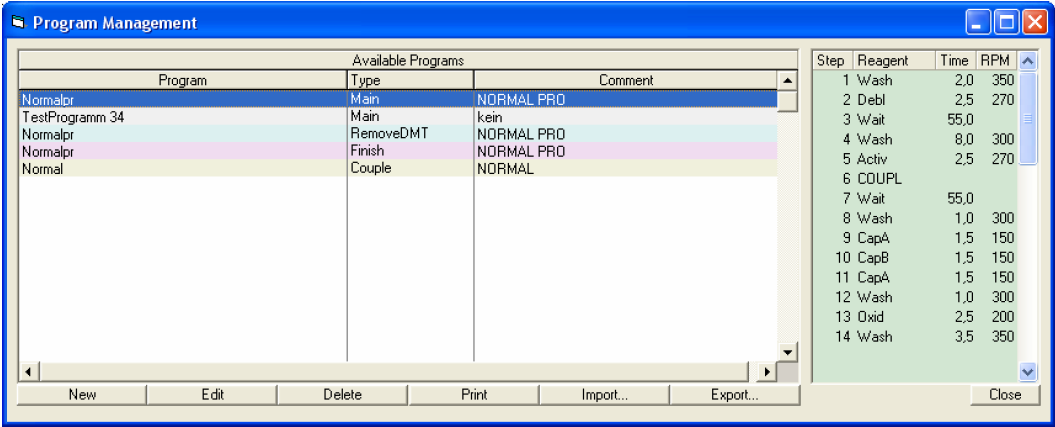 Program Management
Available Programs
Program Type Comment
Normalpr Main NORMAL PRO
TestProgramm 34 Main kein
Normalpr RemoveDMT NORMAL PRO
Normalpr Finish NORMAL PRO
Normal Couple NORMAL
New Edit Delete Print Import... Export...
Step Reagent Time RPM
1 Wash 2,0 350
2 Debl 2,5 270
3 Wait 55,0
4 Wash 8,0 300
5 Activ 2,5 270
6 COUPL
7 Wait 55,0
8 Wash 1,0 300
9 CapA 1,5 150
10 CapB 1,5 150
11 CapA 1,5 150
12 Wash 1,0 300
13 Oxid 2,5 200
14 Wash 3,5 350
Close